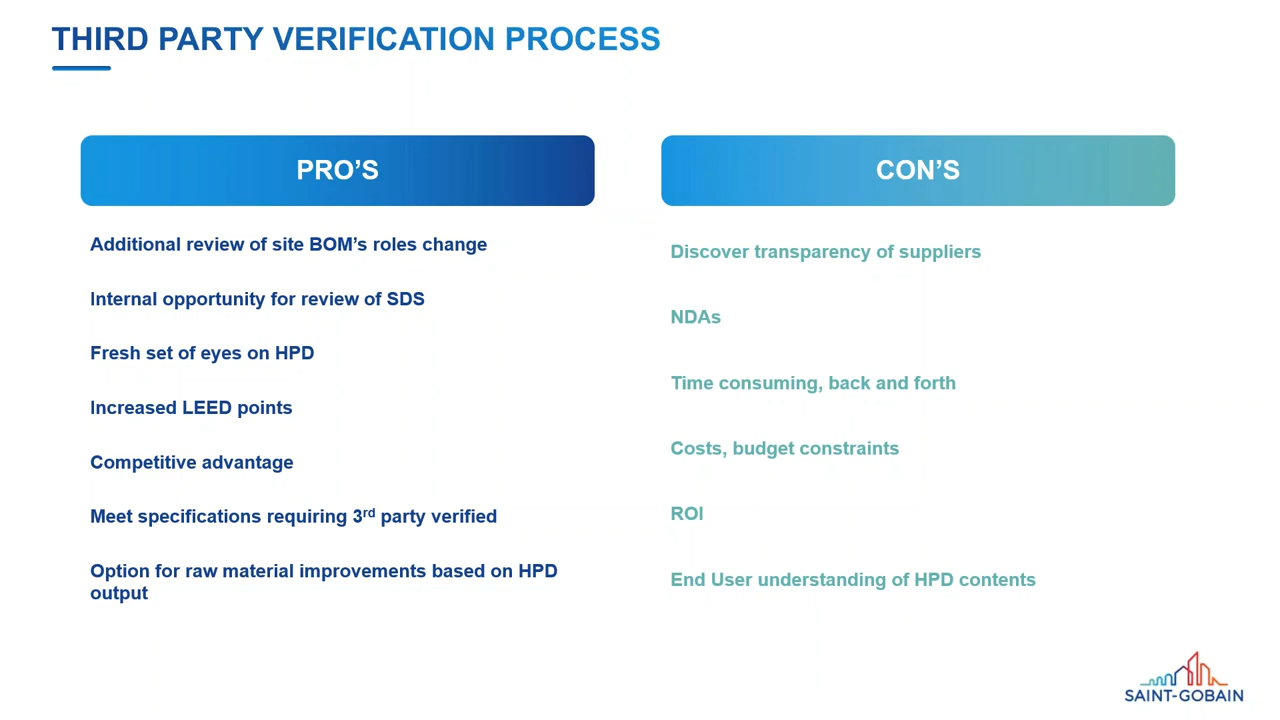 THIRD PARTY VERIFICATION PROCESS
PRO’S
Additional review of site BOM’s roles change
Internal opportunity for review of SDS
Fresh set of eyes on HPD
Increased LEED points
Competitive advantage
Meet specifications requiring 3rd party verified
Option for raw material improvements based on HPD
output
CON’S
Discover transparency of suppliers
NDAs
Time consuming, back and forth
Costs, budget constraints
ROI
End User understanding of HPD contents
SAINT-GOBAIN